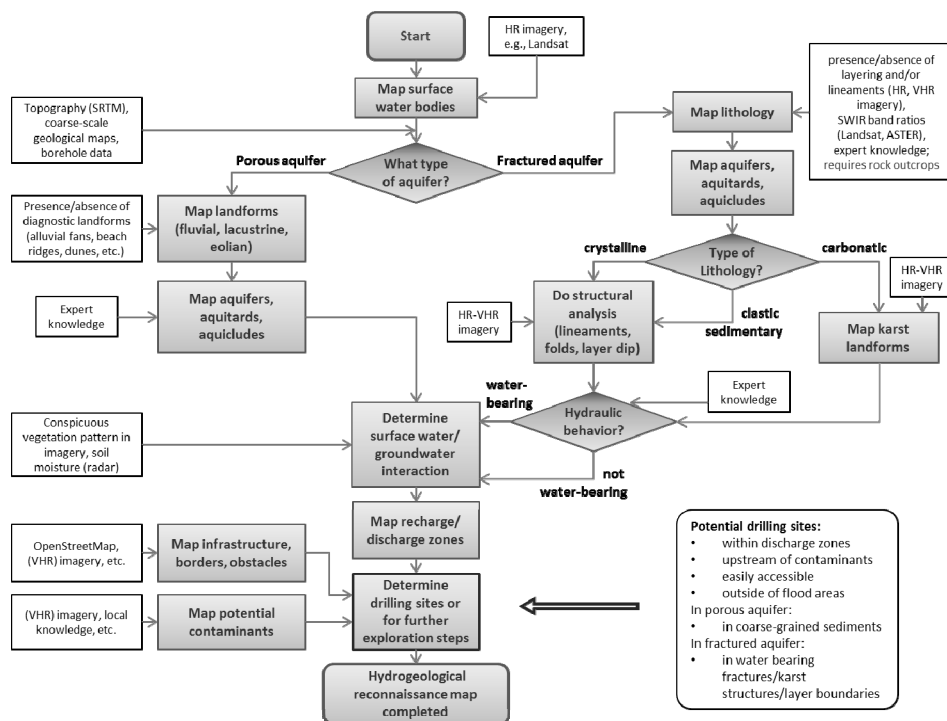 Start
HR imagery,
e.g., Landsat
Map surface
water bodies
Topography (SRTM),
coarse-scale
geological maps,
borehole data
presence/absence of
layering and/or
lineaments (HR, VHR
imagery),
SWIR band ratios
(Landsat, ASTER),
expert knowledge;
requires rock outcrops
Map lithology
Porous aquifer
What type
of aquifer?
Fractured aquifer
Map aquifers,
aquitards,
aquicludes
Presence/absence of
diagnostic landforms
(alluvial fans, beach
ridges, dunes, etc.)
Map landforms
(fluvial, lacustrine,
eolian)
crystalline
Type of
Lithology?
carbonatic
HR-VHR
imagery
Expert
knowledge
Map aquifers,
aquitards,
aquicludes
HR-VHR
imagery
Do structural
analysis
(lineaments,
folds, layer dip)
clastic
sedimentary
Map karst
landforms
water-
bearing
Hydraulic
behavior?
Expert
knowledge
Conspicuous
vegetation pattern in
imagery, soil
moisture (radar)
Determine
surface water/
groundwater
interaction
not
water-bearing
Map recharge/
discharge zones
OpenStreetMap,
(VHR) imagery, etc.
Map infrastructure,
borders, obstacles
Determine
drilling sites or
for further
exploration steps
(VHR) imagery, local
knowledge, etc.
Map potential
contaminants
Hydrogeological
reconnaissance map
completed
Potential drilling sites:
• within discharge zones
• upstream of contaminants
• easily accessible
• outside of flood areas
In porous aquifer:
• in coarse-grained sediments
In fractured aquifer:
• in water bearing
fractures/karst
structures/layer boundaries